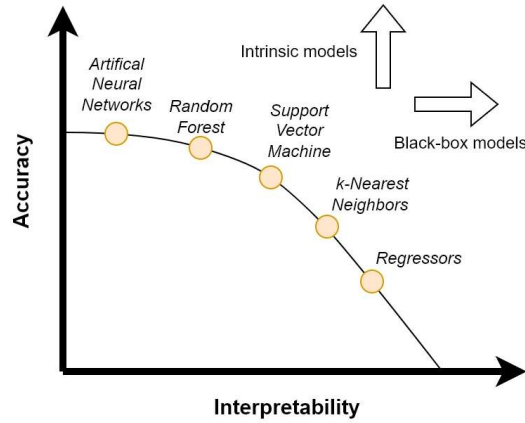 Artifical
Neural
Networks
Random
Forest
Support
Vector
Machine
k-Nearest
Neighbors
Regressors
Intrinsic models
Black-box models
Accuracy
Interpretability